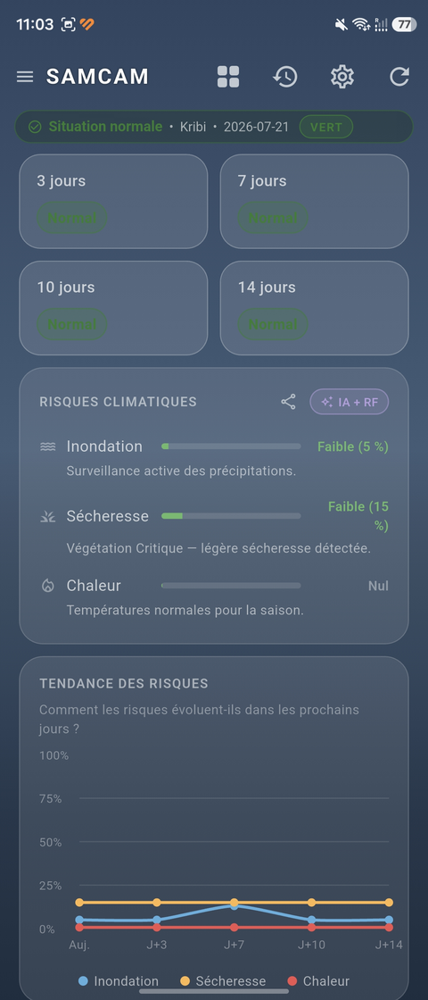 11:03
77
SAMCAM
Situation normale • Kribi • 2026-07-21 VERT
3 jours
Normal
7 jours
Normal
10 jours
Normal
14 jours
Normal
RISQUES CLIMATIQUES
IA + RF
Inondation
Faible (5 %)
Surveillance active des précipitations.
Sécheresse
Faible (15
%)
Végétation Critique — légère sécheresse détectée.
Chaleur
Nul
Températures normales pour la saison.
TENDANCE DES RISQUES
Comment les risques évoluent-ils dans les prochains
jours ?
100%
75%
50%
25%
0%
Auj. J+3 J+7 J+10 J+14
Inondation Sécheresse Chaleur